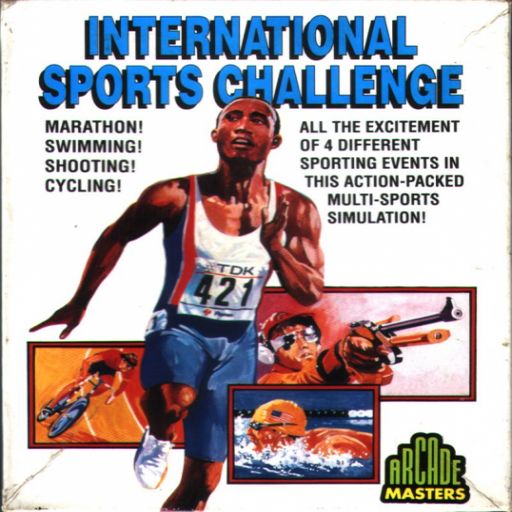 INTERNATIONAL
SPORTS CHALLENGE
MARATHON!
SWIMMING!
SHOOTING!
CYCLING!
ALL THE EXCITEMENT
OF 4 DIFFERENT
SPORTING EVENTS IN
THIS ACTION-PACKED
MULTI-SPORTS
SIMULATION!
TDK
421
ARCADE
MASTERS